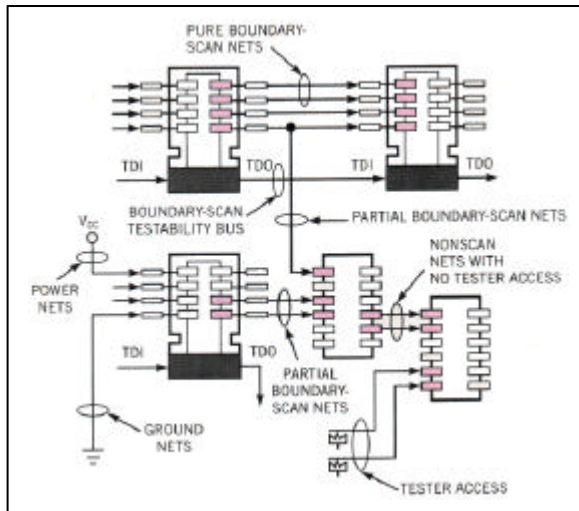 PURE BOUNDARY-
SCAN NETS
TDI
TDO
TDI
TDO
BOUNDARY-SCAN
TESTABILITY BUS
PARTIAL BOUNDARY-SCAN NETS
VCC
POWER
NETS
NONSCAN
NETS WITH
NO TESTER
ACCESS
TDI
TDO
PARTIAL
BOUNDARY-
SCAN NETS
GROUND
NETS
TESTER ACCESS